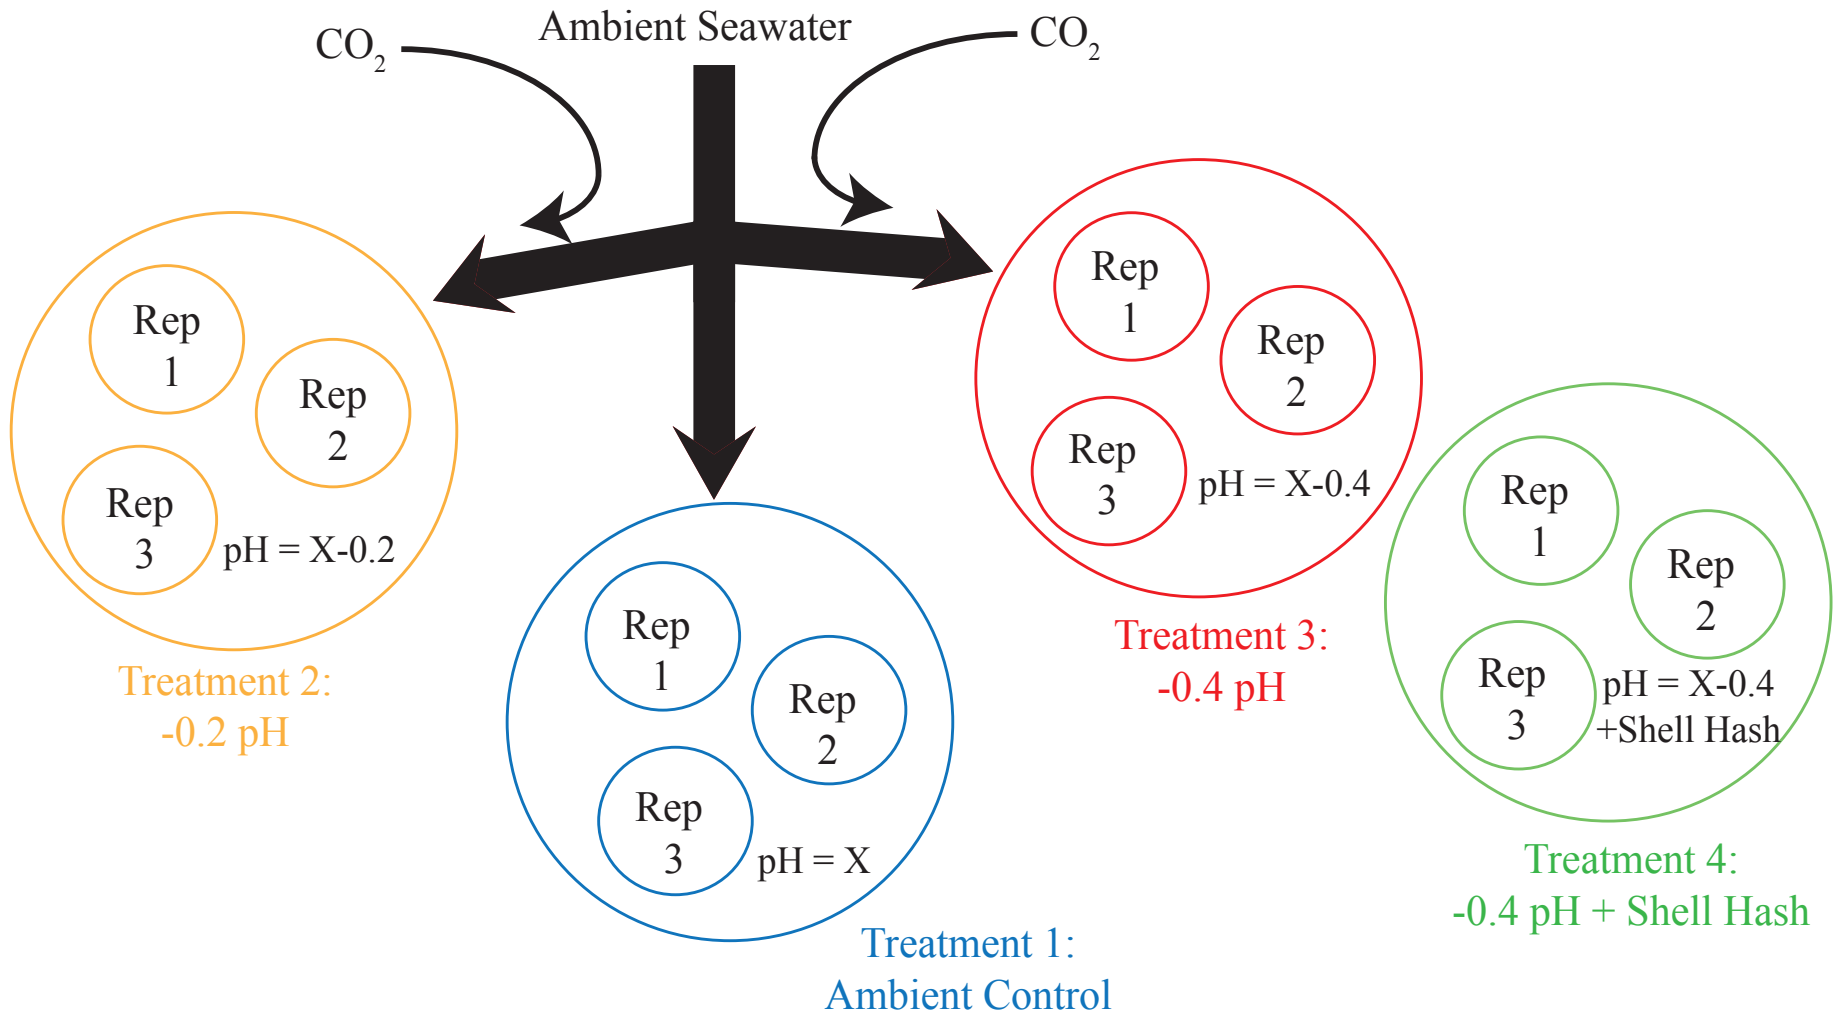 Ambient Seawater
CO₂
CO₂
Rep
1
Rep
2
Rep
3
pH = X-0.2
Treatment 2:
-0.2 pH
Rep
1
Rep
2
Rep
3
pH = X
Treatment 1:
Ambient Control
Rep
1
Rep
2
Rep
3
pH = X-0.4
Treatment 3:
-0.4 pH
Rep
1
Rep
2
Rep
3
pH = X-0.4
+Shell Hash
Treatment 4:
-0.4 pH + Shell Hash